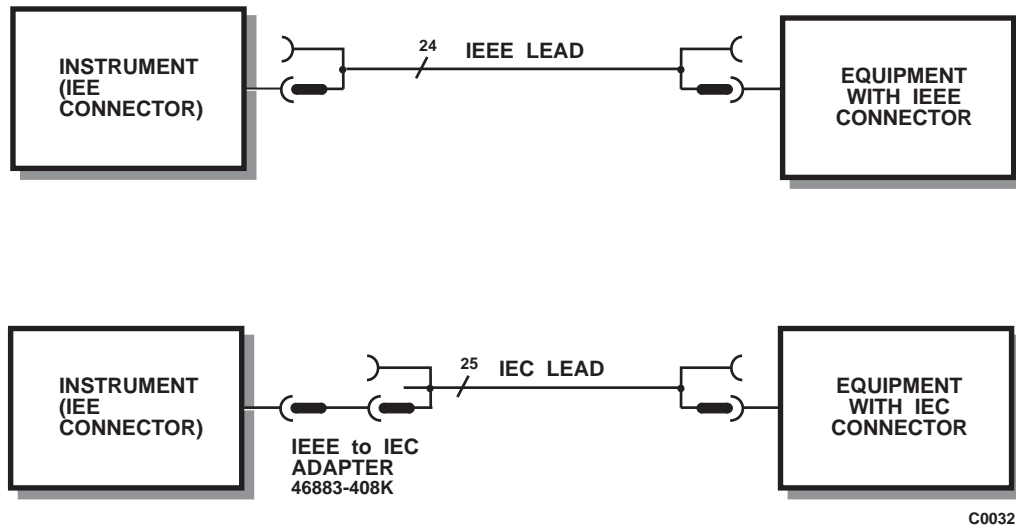 INSTRUMENT
(IEE
CONNECTOR)
24
IEEE LEAD
EQUIPMENT
WITH IEEE
CONNECTOR
INSTRUMENT
(IEE
CONNECTOR)
IEEE to IEC
ADAPTER
46883-408K
25
IEC LEAD
EQUIPMENT
WITH IEC
CONNECTOR
C0032